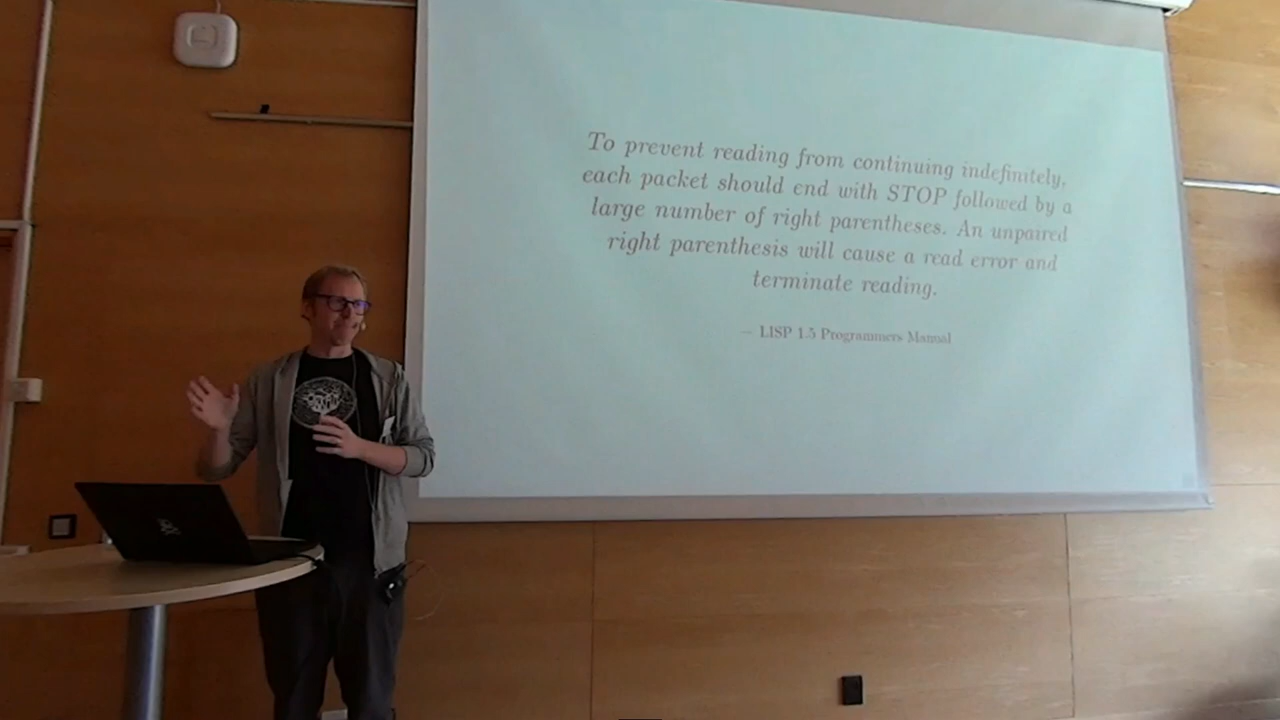 To prevent reading from continuing indefinitely,
each packet should end with STOP followed by a
large number of right parentheses. An unpaired
right parenthesis will cause a read error and
terminate reading.
— LISP 1.5 Programmers Manual